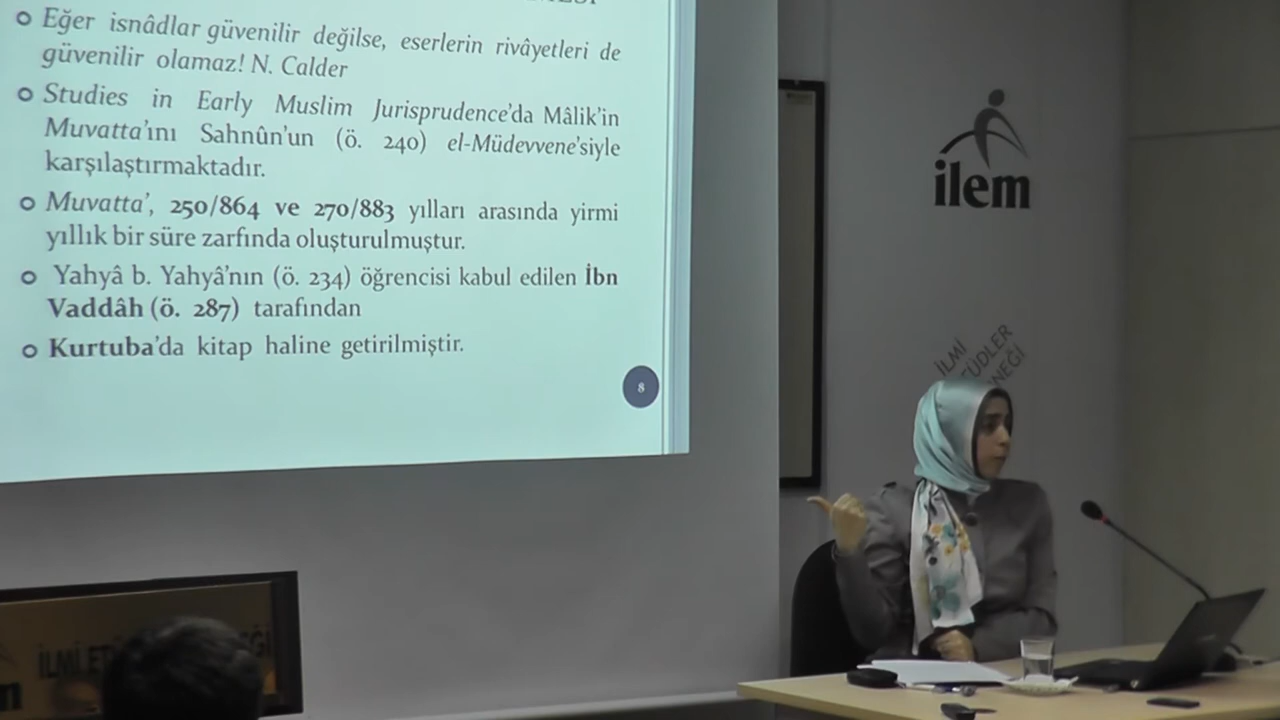 Eğer isnâdlar güvenilir değilse, eserlerin rivâyetleri de
güvenilir olamaz! N. Calder
Studies in Early Muslim Jurisprudence'da Mâlik'in
Muvatta'ını Sahnûn'un (ö. 240) el-Müdevvene'siyle
karşılaştırmaktadır.
Muvatta', 250/864 ve 270/883 yılları arasında yirmi
yıllık bir süre zarfında oluşturulmuştur.
Yahyâ b. Yahyâ'nın (ö. 234) öğrencisi kabul edilen İbn
Vaddâh (ö. 287) tarafından
Kurtuba'da kitap haline getirilmiştir.
8
ilem
İLMİ